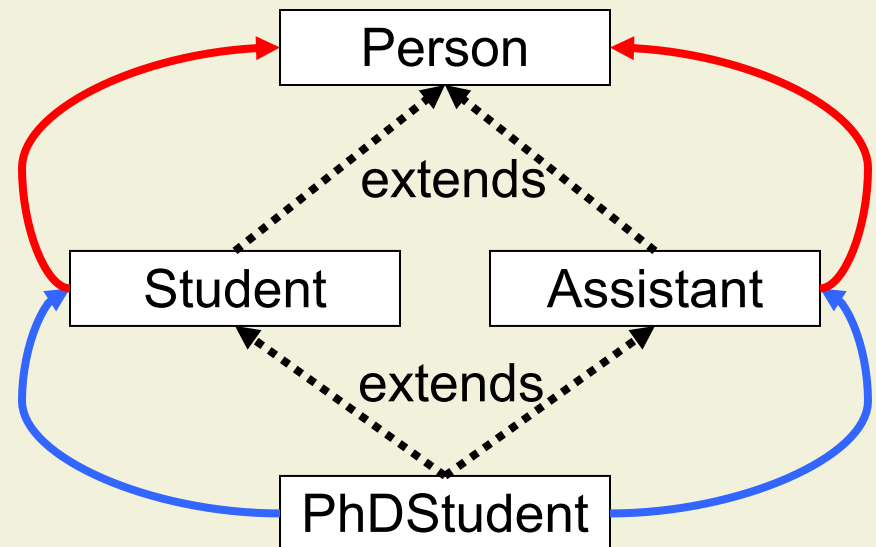 Person
extends
Student
Assistant
extends
PhDStudent